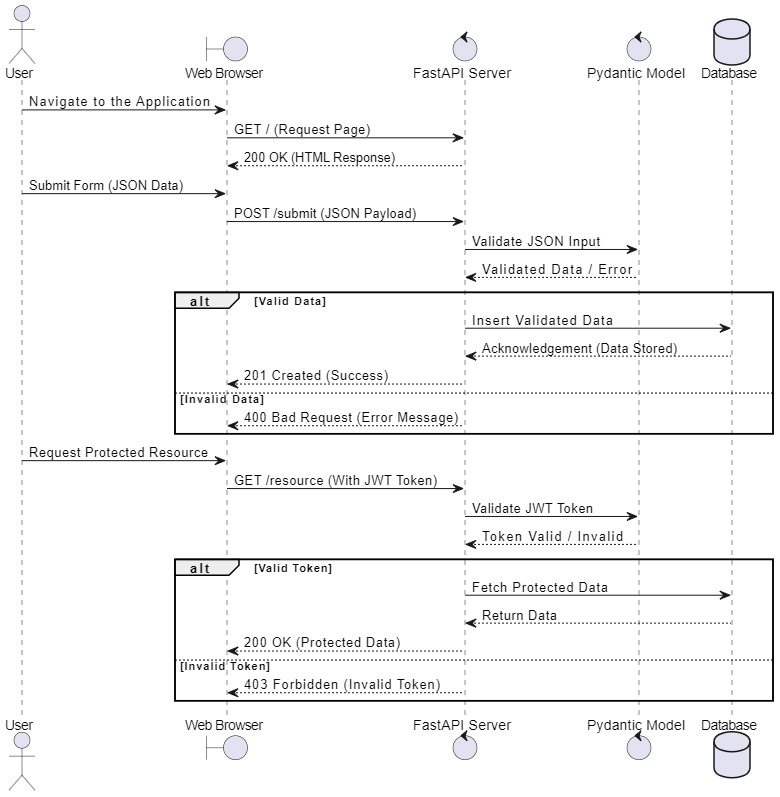 User
Web Browser
FastAPI Server
Pydantic Model
Database
Navigate to the Application
GET / (Request Page)
200 OK (HTML Response)
Submit Form (JSON Data)
POST /submit (JSON Payload)
Validate JSON Input
Validated Data / Error
alt
[Valid Data]
Insert Validated Data
Acknowledgement (Data Stored)
201 Created (Success)
[Invalid Data]
400 Bad Request (Error Message)
Request Protected Resource
GET /resource (With JWT Token)
Validate JWT Token
Token Valid / Invalid
alt
[Valid Token]
Fetch Protected Data
Return Data
200 OK (Protected Data)
[Invalid Token]
403 Forbidden (Invalid Token)
User
Web Browser
FastAPI Server
Pydantic Model
Database